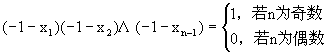 (-1-x₁)(-1-x₂)Λ (-1-xₙ₋₁) = {1, 若n为奇数
0, 若n为偶数